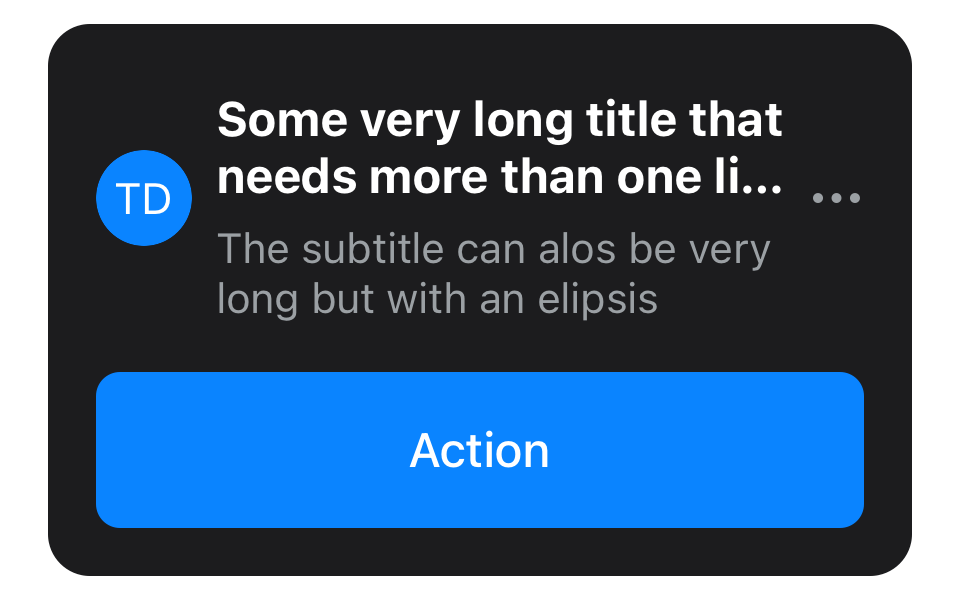 Some very long title that
needs more than one li...
TD
The subtitle can alos be very
long but with an elipsis
Action